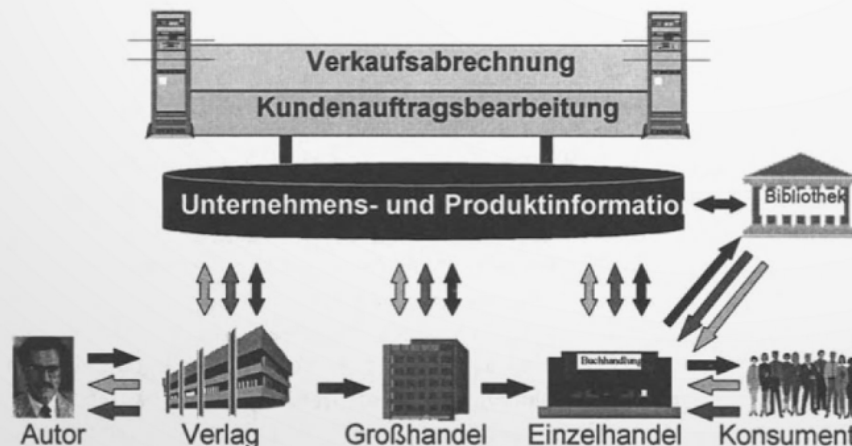 Verkaufsabrechnung
Kundenauftragsbearbeitung
Unternehmens- und Produktinformatio
Bibliothek
Buchhandlung
Autor Verlag Großhandel Einzelhandel Konsument